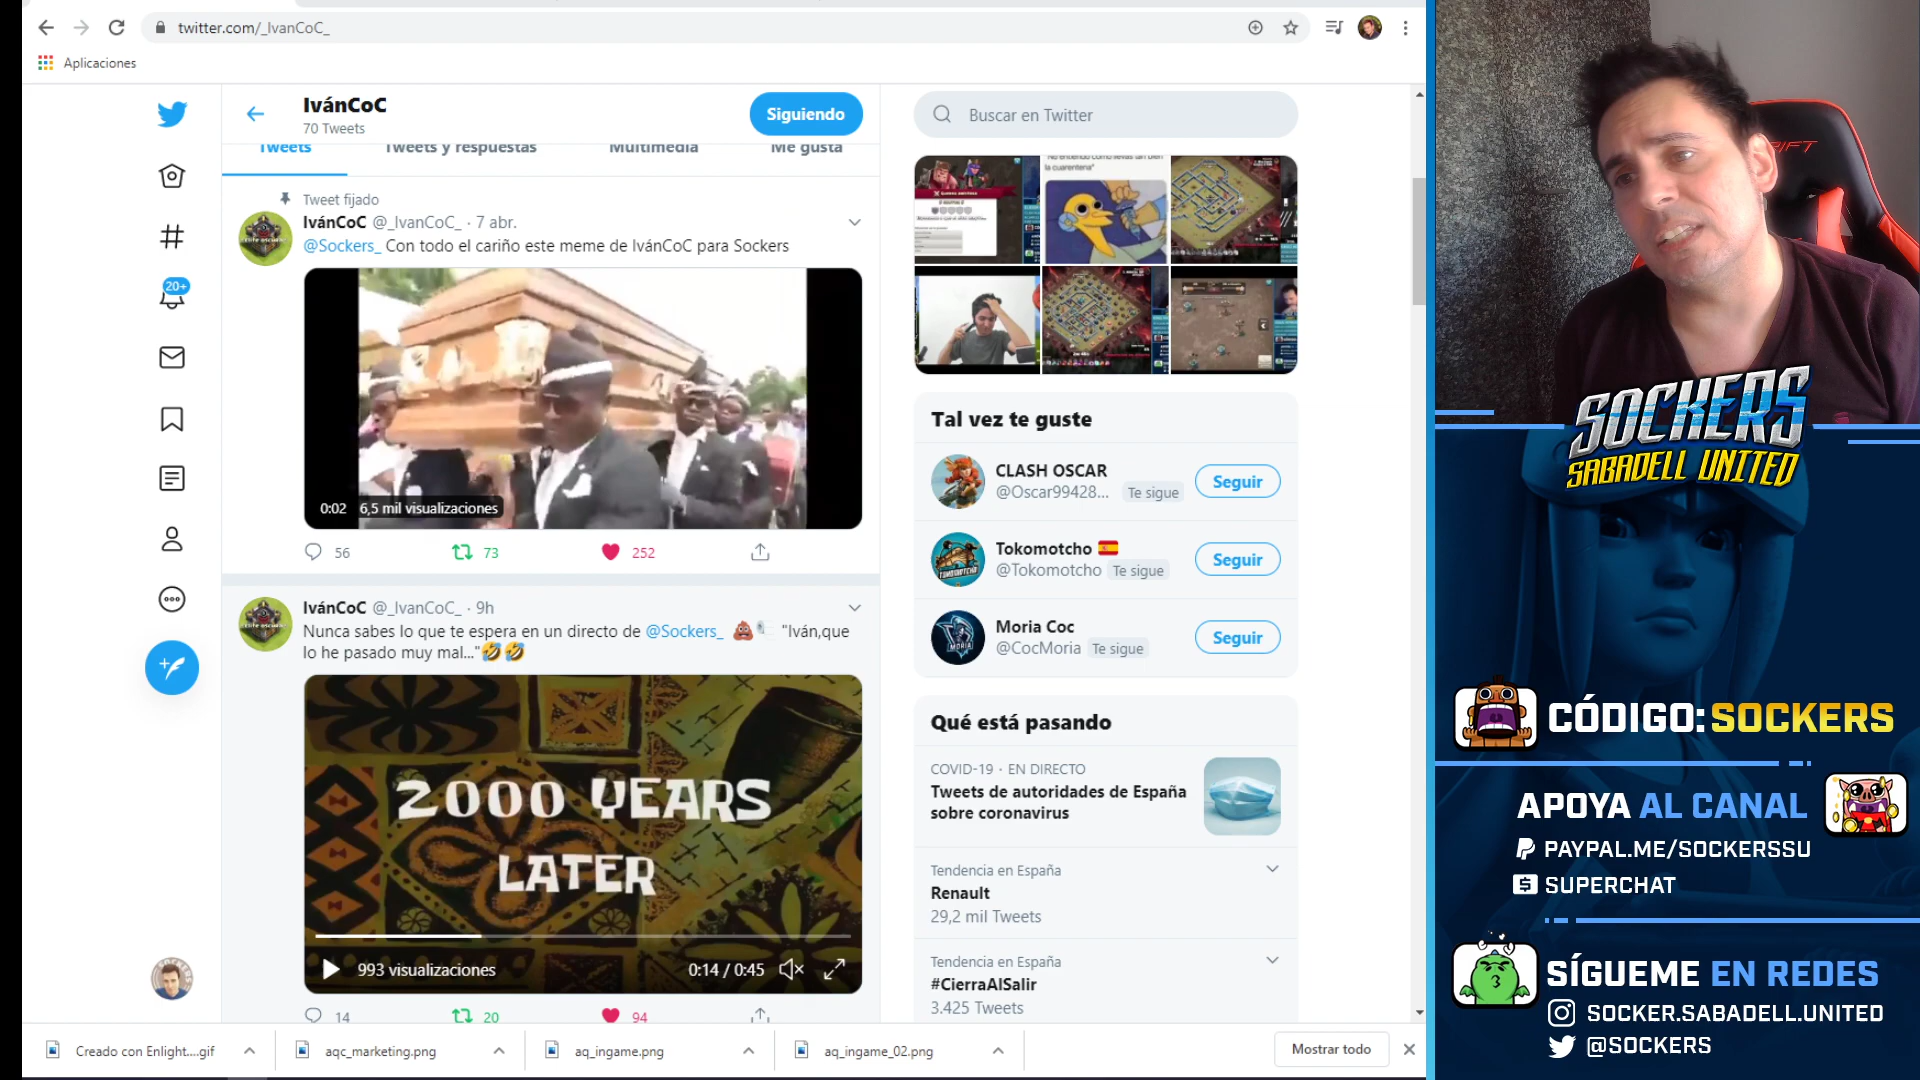 twitter.com/_IvanCoC_
Aplicaciones
IvánCoC
70 Tweets
Siguiendo
Tweets
Tweets y respuestas
Multimedia
Me gusta
Tweet fijado
IvánCoC @_IvanCoC_ · 7 abr.
@Sockers_ Con todo el cariño este meme de IvánCoC para Sockers
0:02
6,5 mil visualizaciones
56
73
252
IvánCoC @_IvanCoC_ · 9h
Nunca sabes lo que te espera en un directo de @Sockers_ 💩🧻 "Iván,que
lo he pasado muy mal..."🤣🤣
2000 YEARS
LATER
993 visualizaciones
0:14 / 0:45
14
20
94
20+
Buscar en Twitter
la cuarentena"
Tal vez te guste
CLASH OSCAR
@Oscar99428...
Te sigue
Seguir
Tokomotcho 🇪🇸
@Tokomotcho
Te sigue
Seguir
Moria Coc
@CocMoria
Te sigue
Seguir
Qué está pasando
COVID-19 · EN DIRECTO
Tweets de autoridades de España
sobre coronavirus
Tendencia en España
Renault
29,2 mil Tweets
Tendencia en España
#CierraAlSalir
3.425 Tweets
Creado con Enlight....gif
aqc_marketing.png
aq_ingame.png
aq_ingame_02.png
Mostrar todo
SOCKERS
SABADELL UNITED
CÓDIGO: SOCKERS
APOYA AL CANAL
PAYPAL.ME/SOCKERSSU
SUPERCHAT
SÍGUEME EN REDES
SOCKER.SABADELL.UNITED
@SOCKERS